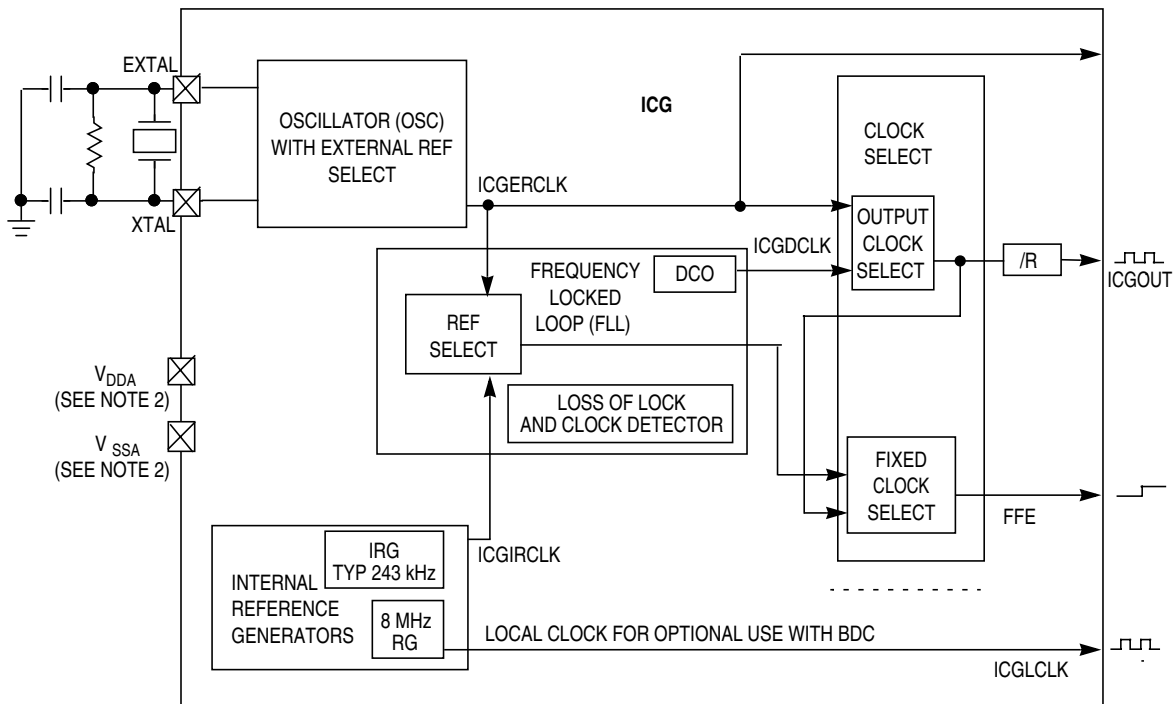 EXTAL
OSCILLATOR (OSC)
WITH EXTERNAL REF
SELECT
ICG
CLOCK
SELECT
XTAL
ICGERCLK
OUTPUT
CLOCK
SELECT
ICGDCLK
/R
ICGOUT
FREQUENCY
LOCKED
LOOP (FLL)
DCO
REF
SELECT
LOSS OF LOCK
AND CLOCK DETECTOR
VDDA
(SEE NOTE 2)
V SSA
(SEE NOTE 2)
FIXED
CLOCK
SELECT
FFE
ICGIRCLK
IRG
TYP 243 kHz
INTERNAL
REFERENCE
GENERATORS
8 MHz
RG
LOCAL CLOCK FOR OPTIONAL USE WITH BDC
ICGLCLK